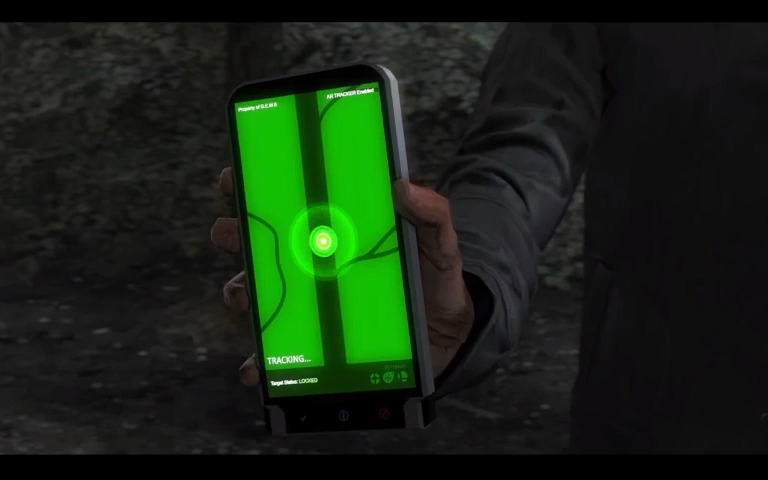 Property of G.E.W.S
AR TRACKER Enabled
TRACKING...
Target Status: LOCKED